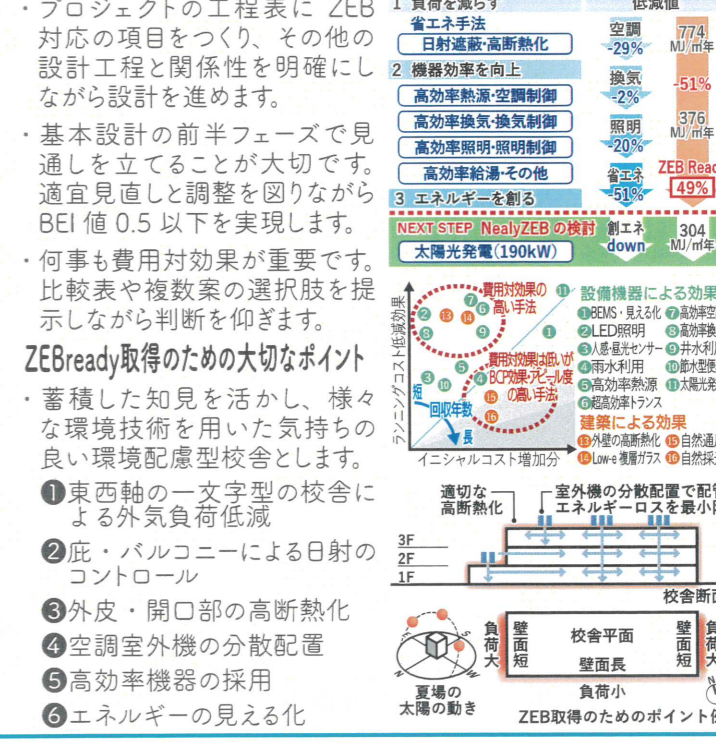 ・プロジェクトの工程表に ZEB
対応の項目をつくり、その他の
設計工程と関係性を明確にし
ながら設計を進めます。
・基本設計の前半フェーズで見
通しを立てることが大切です。
適宜見直しと調整を図りながら
BEI 値 0.5 以下を実現します。
・何事も費用対効果が重要です。
比較表や複数案の選択肢を提
示しながら判断を仰ぎます。
ZEBready取得のための大切なポイント
・蓄積した知見を活かし、様々
な環境技術を用いた気持ちの
良い環境配慮型校舎とします。
❶東西軸の一文字型の校舎に
よる外気負荷低減
❷庇・バルコニーによる日射の
コントロール
❸外皮・開口部の高断熱化
❹空調室外機の分散配置
❺高効率機器の採用
❻エネルギーの見える化
1 負荷を減らす
低減値
省エネ手法
日射遮蔽・高断熱化
2 機器効率を向上
高効率熱源・空調制御
高効率換気・換気制御
高効率照明・照明制御
高効率給湯・その他
3 エネルギーを創る
空調
-29%
換気
-2%
照明
-20%
省エネ
-51%
774
MJ/㎡年
-51%
376
MJ/㎡年
ZEB Read
49%
NEXT STEP NealyZEB の検討
太陽光発電(190kW)
創エネ
down
304
MJ/㎡年
ランニングコスト低減効果
費用対効果の
高い手法
費用対効果は低いが
BCP効果・アピール度
の高い手法
短
回収年数
長
イニシャルコスト増加分
⑦
②
⑬
⑭
⑥
⑧
⑨
⑪
①
③
⑩
⑤
④
⑮
⑯
設備機器による効果
❶BEMS・見える化
❷LED照明
❸人感・昼光センサー
❹雨水利用
❺高効率熱源
❻超高効率トランス
❼高効率空
❽高効率換
❾井水利
❿節水型便
⓫太陽光発
建築による効果
⓭外壁の高断熱化
⓮Low-e 複層ガラス
⓯自然通
⓰自然採
適切な
高断熱化
室外機の分散配置で配管
エネルギーロスを最小限
3F
2F
1F
校舎断面
夏場の
太陽の動き
負荷大
壁面短
校舎平面
壁面長
壁面短
負荷大
負荷小
N
ZEB取得のためのポイント